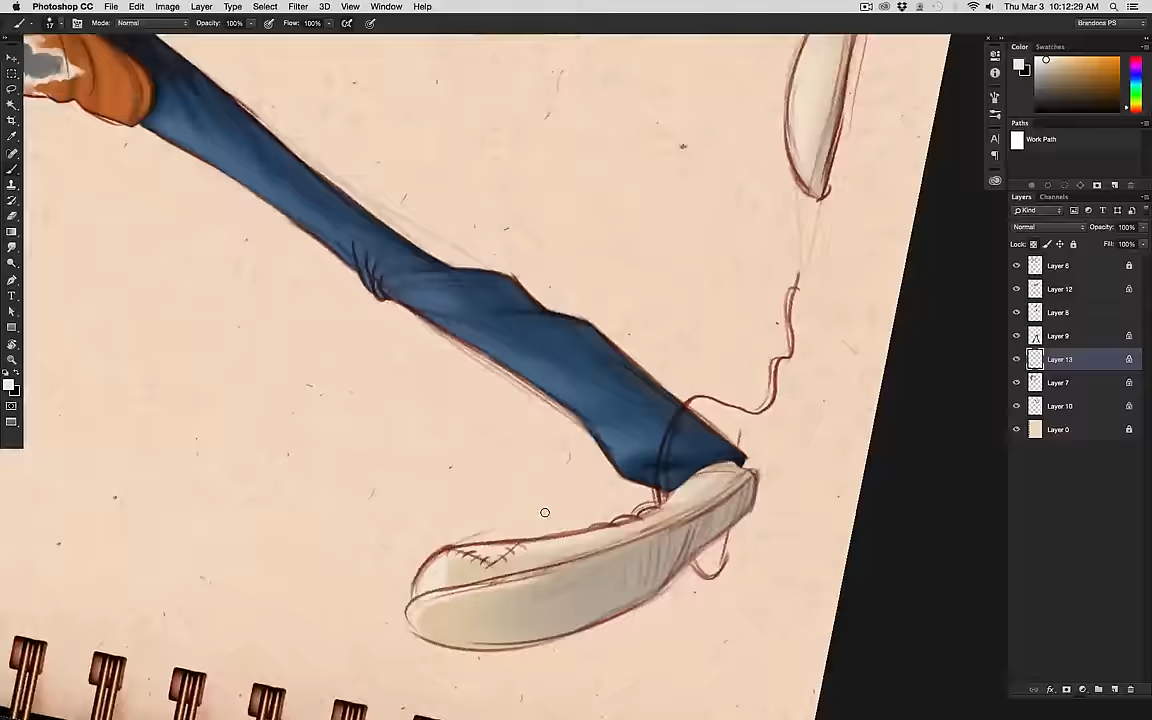 Photoshop CC File Edit Image Layer Type Select Filter 3D View Window Help Thu Mar 3 10:12:29 AM
17 Mode: Normal Opacity: 100% Flow: 100% Brandons PS
Color Swatches
Paths
Work Path
Layers Channels
Kind
Normal Opacity: 100%
Lock: Fill: 100%
Layer 6
Layer 12
Layer 8
Layer 9
Layer 13
Layer 7
Layer 10
Layer 0